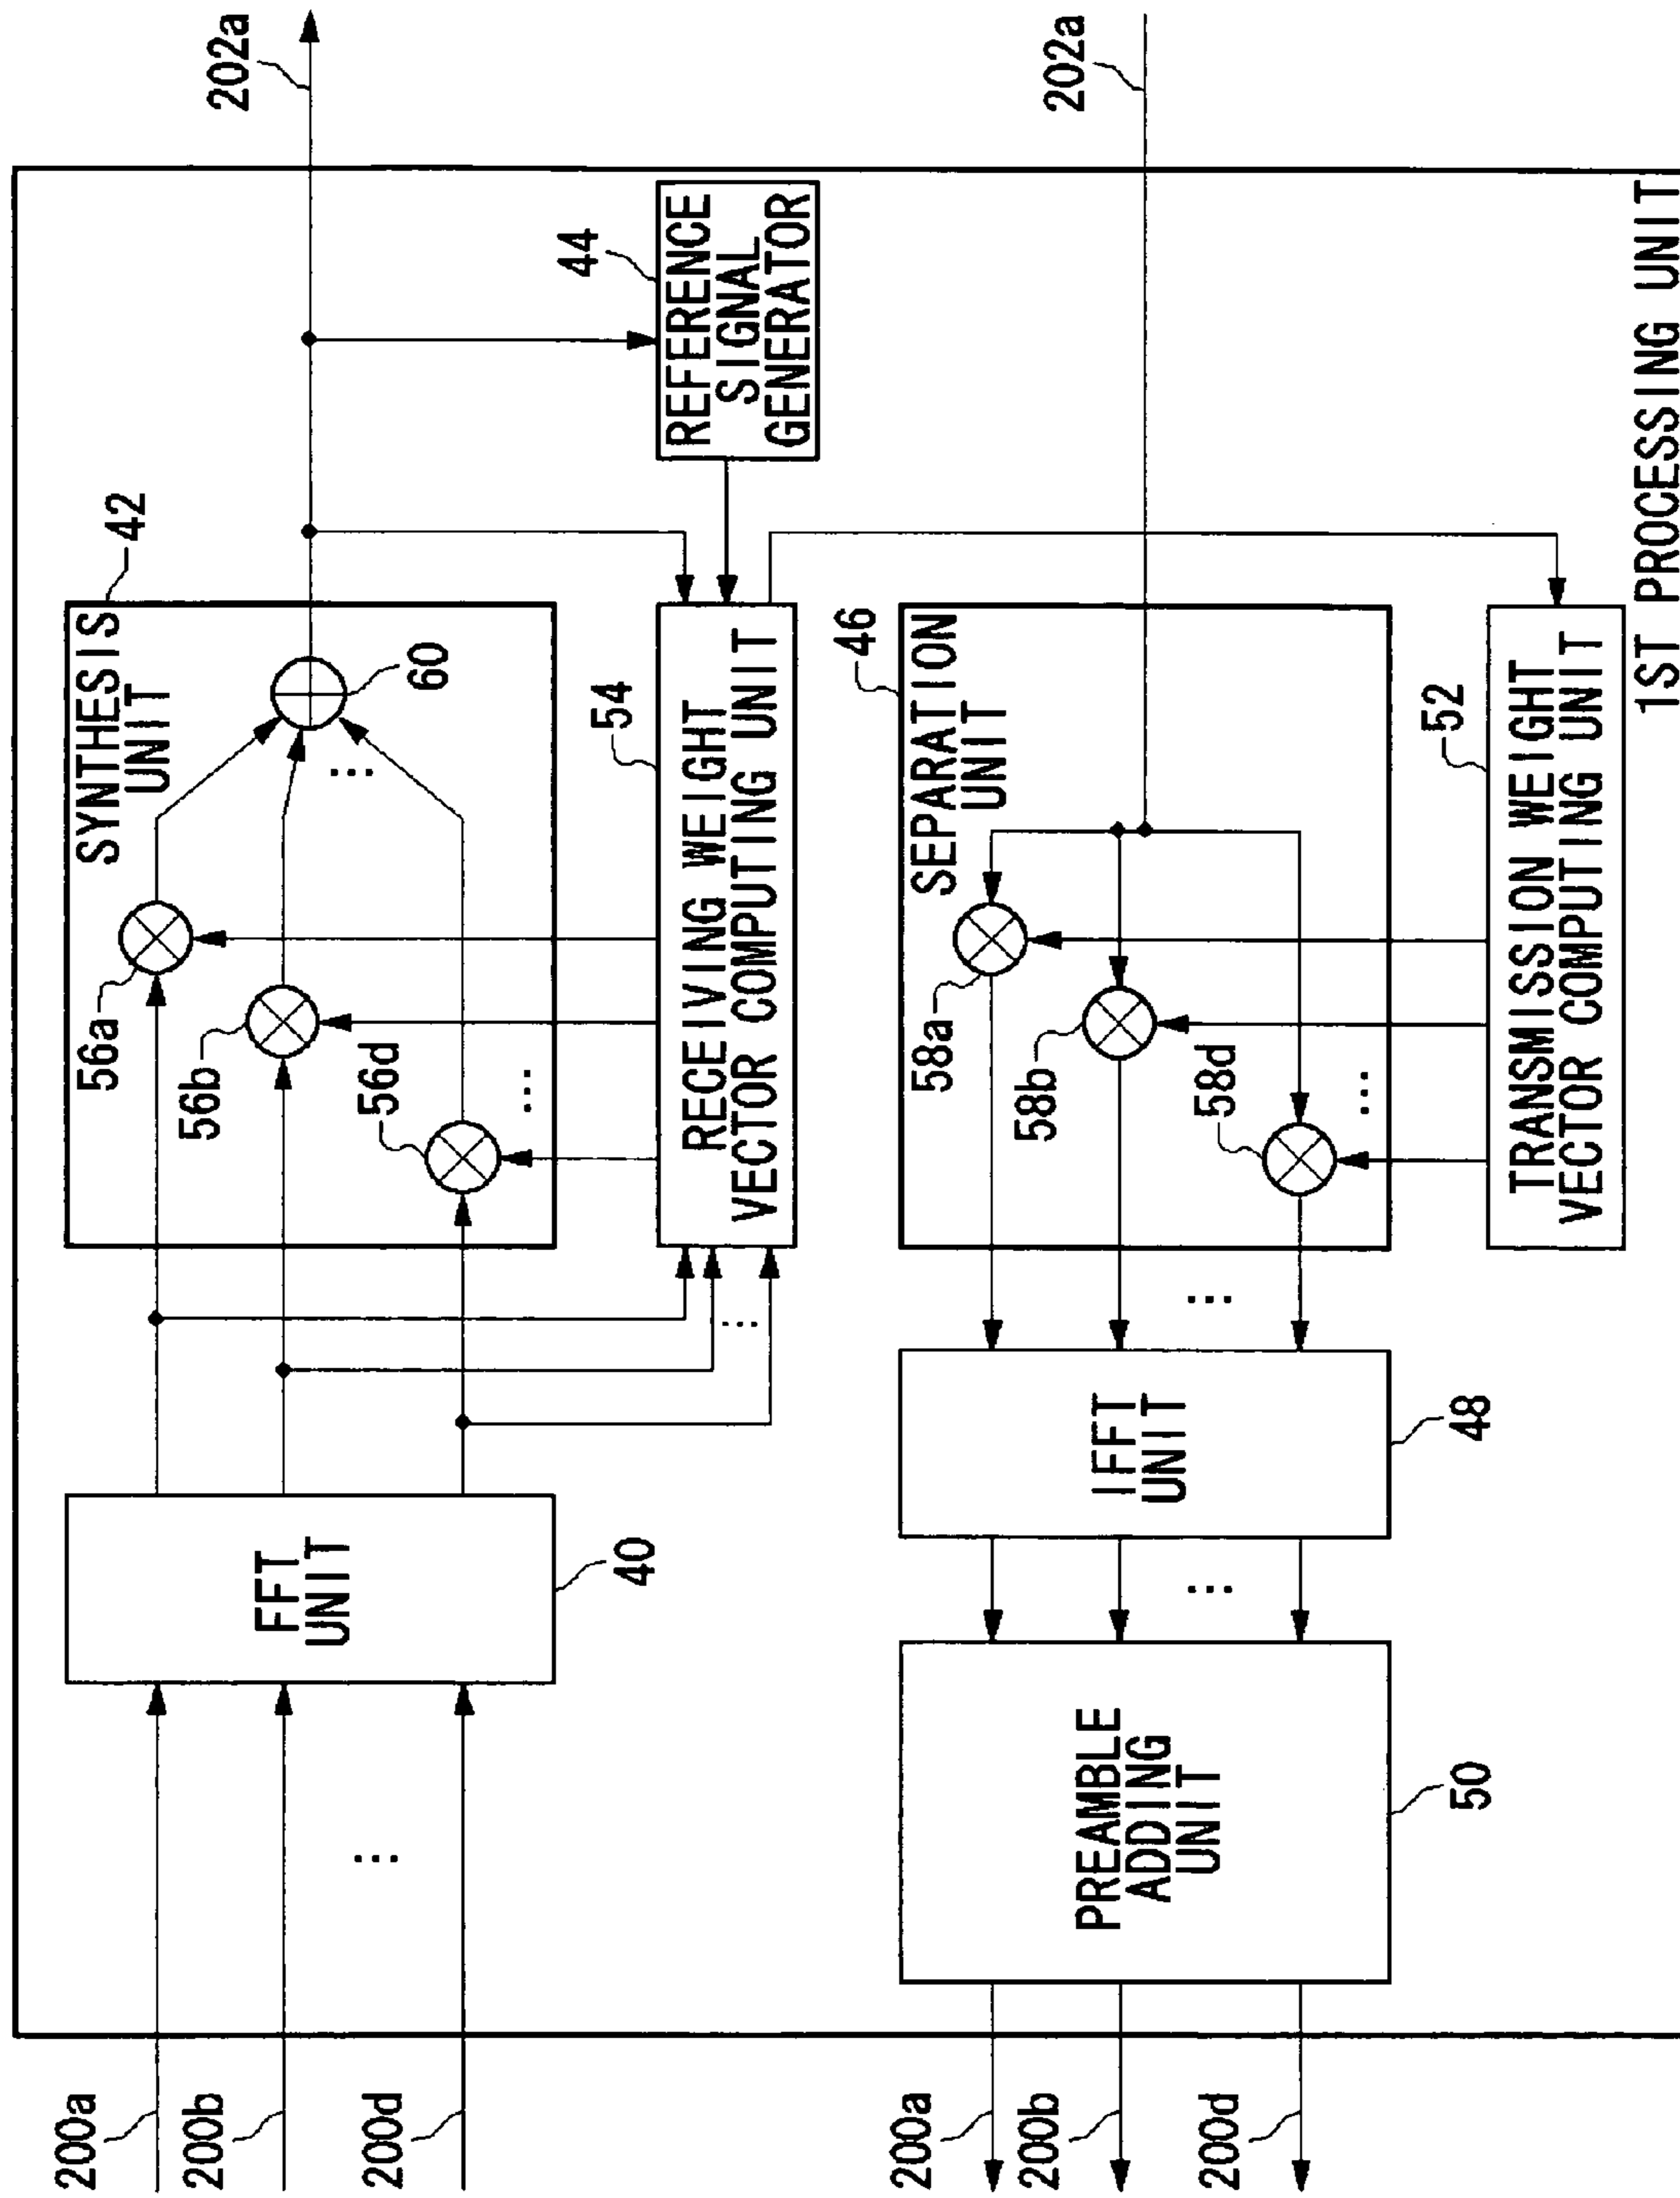 200a
200b
200d
...
FFT
UNIT
40
...
SYNTHESIS
UNIT
42
56a
56b
56d
...
...
60
202a
RECEIVING WEIGHT
VECTOR COMPUTING UNIT
54
REFERENCE
SIGNAL
GENERATOR
44
200a
200b
200d
PREAMBLE
ADDING
UNIT
50
...
IFFT
UNIT
48
...
SEPARATION
UNIT
46
58a
58b
58d
...
202a
TRANSMISSION WEIGHT
VECTOR COMPUTING UNIT
52
1ST PROCESSING UNIT